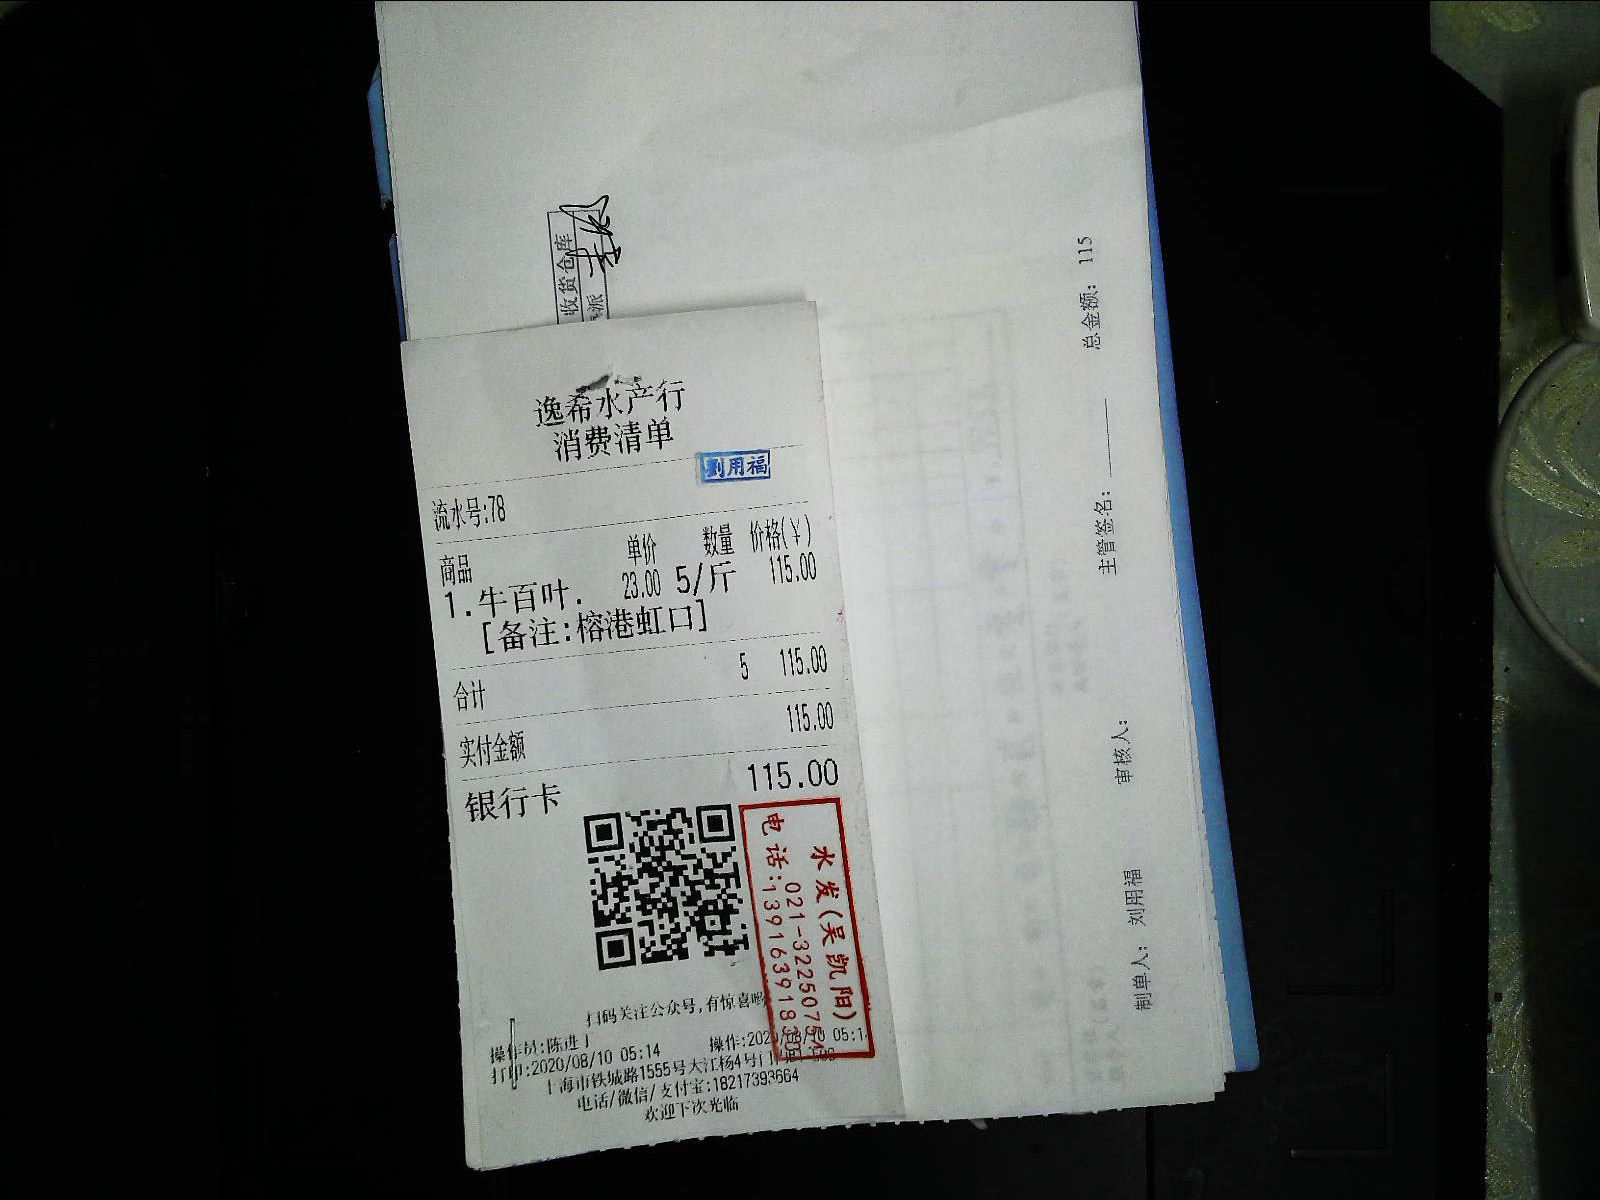 逸希水产行
消费清单
刘用福
流水号:78
商品 单价 数量 价格(¥)
1.牛百叶. 23.00 5/斤 115.00
[备注:榕港虹口]
合计 5 115.00
实付金额 115.00
银行卡 115.00
水发(吴凯阳)
电话:13916391830
扫码关注公众号,有惊喜哟
操作员:陈进
打印:2020/08/10 05:14
上海市铁城路1555号大江杨4号门
电话/微信/支付宝:18217393664
欢迎下次光临
收货仓库
派
制单人: 刘用福 审核人: 主管签名: 总金额: 115